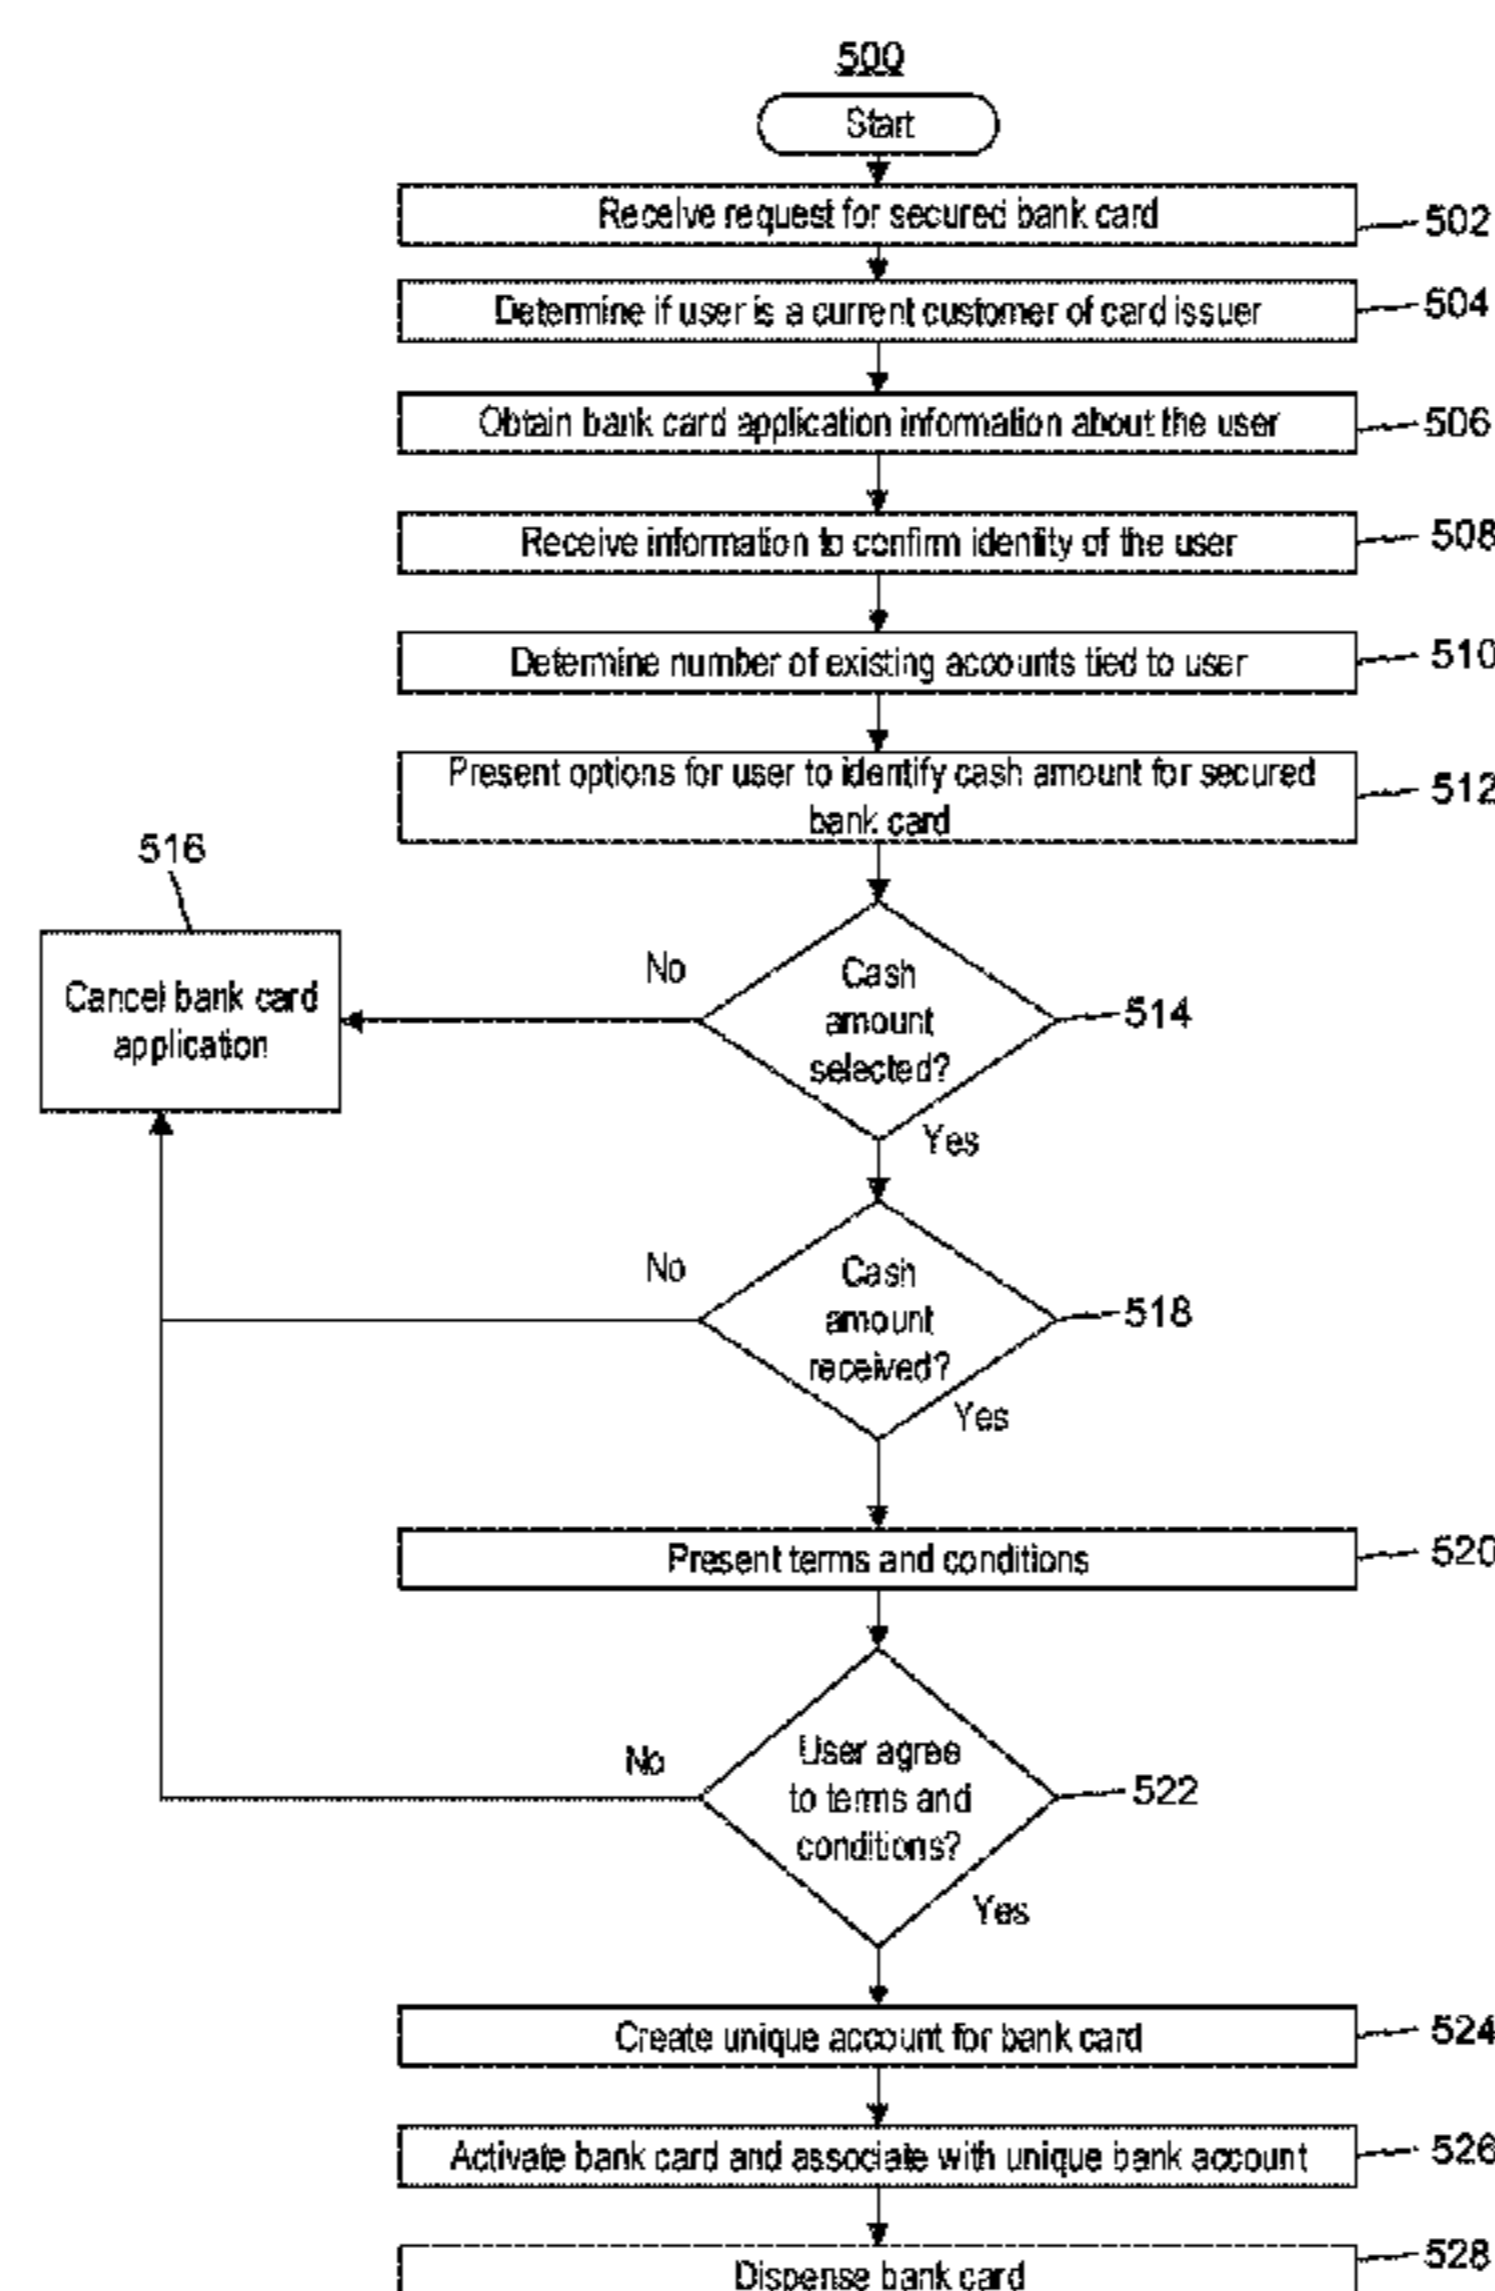 500
Start
Receive request for secured bank card
502
Determine if user is a current customer of card issuer
504
Obtain bank card application information about the user
506
Receive information to confirm identity of the user
508
Determine number of existing accounts tied to user
510
Present options for user to identify cash amount for secured
bank card
512
516
Cancel bank card
application
No
Cash
amount
selected?
514
Yes
No
Cash
amount
received?
518
Yes
Present terms and conditions
520
No
User agree
to terms and
conditions?
522
Yes
Create unique account for bank card
524
Activate bank card and associate with unique bank account
526
Dispense bank card
528